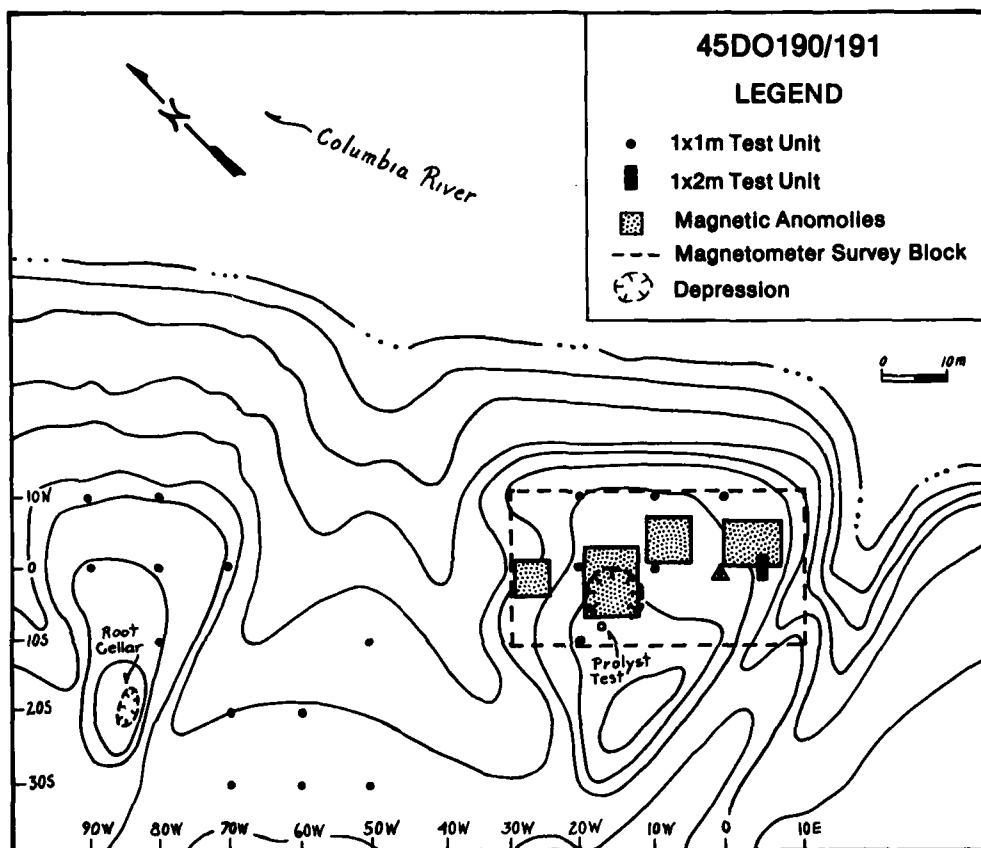 45DO190/191
LEGEND
1x1m Test Unit
1x2m Test Unit
Magnetic Anomolies
Magnetometer Survey Block
Depression
N
Columbia River
0 10m
10N
0
10S
20S
30S
Root
Cellar
Prolyst
Test
90W 80W 70W 60W 50W 40W 30W 20W 10W 0 10E